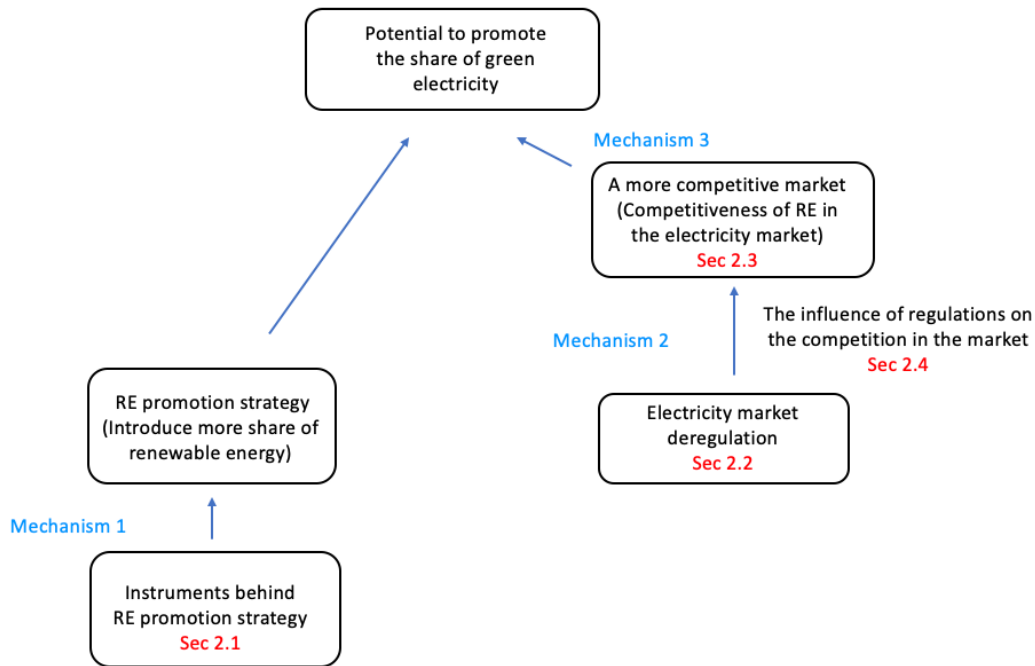 Potential to promote
the share of green
electricity
Mechanism 3
A more competitive market
(Competitiveness of RE in
the electricity market)
Sec 2.3
The influence of regulations on
the competition in the market
Sec 2.4
Mechanism 2
RE promotion strategy
(Introduce more share of
renewable energy)
Electricity market
deregulation
Sec 2.2
Mechanism 1
Instruments behind
RE promotion strategy
Sec 2.1